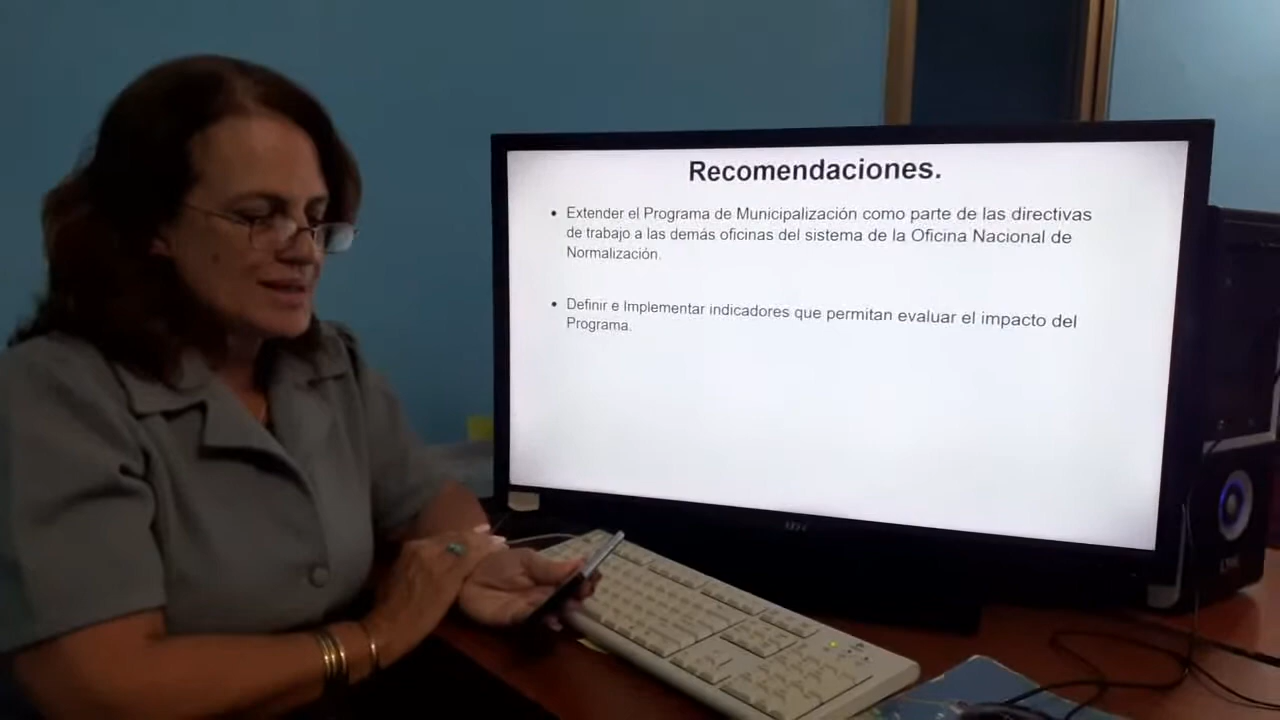 Recomendaciones.
• Extender el Programa de Municipalización como parte de las directivas
de trabajo a las demás oficinas del sistema de la Oficina Nacional de
Normalización.
• Definir e Implementar indicadores que permitan evaluar el impacto del
Programa.